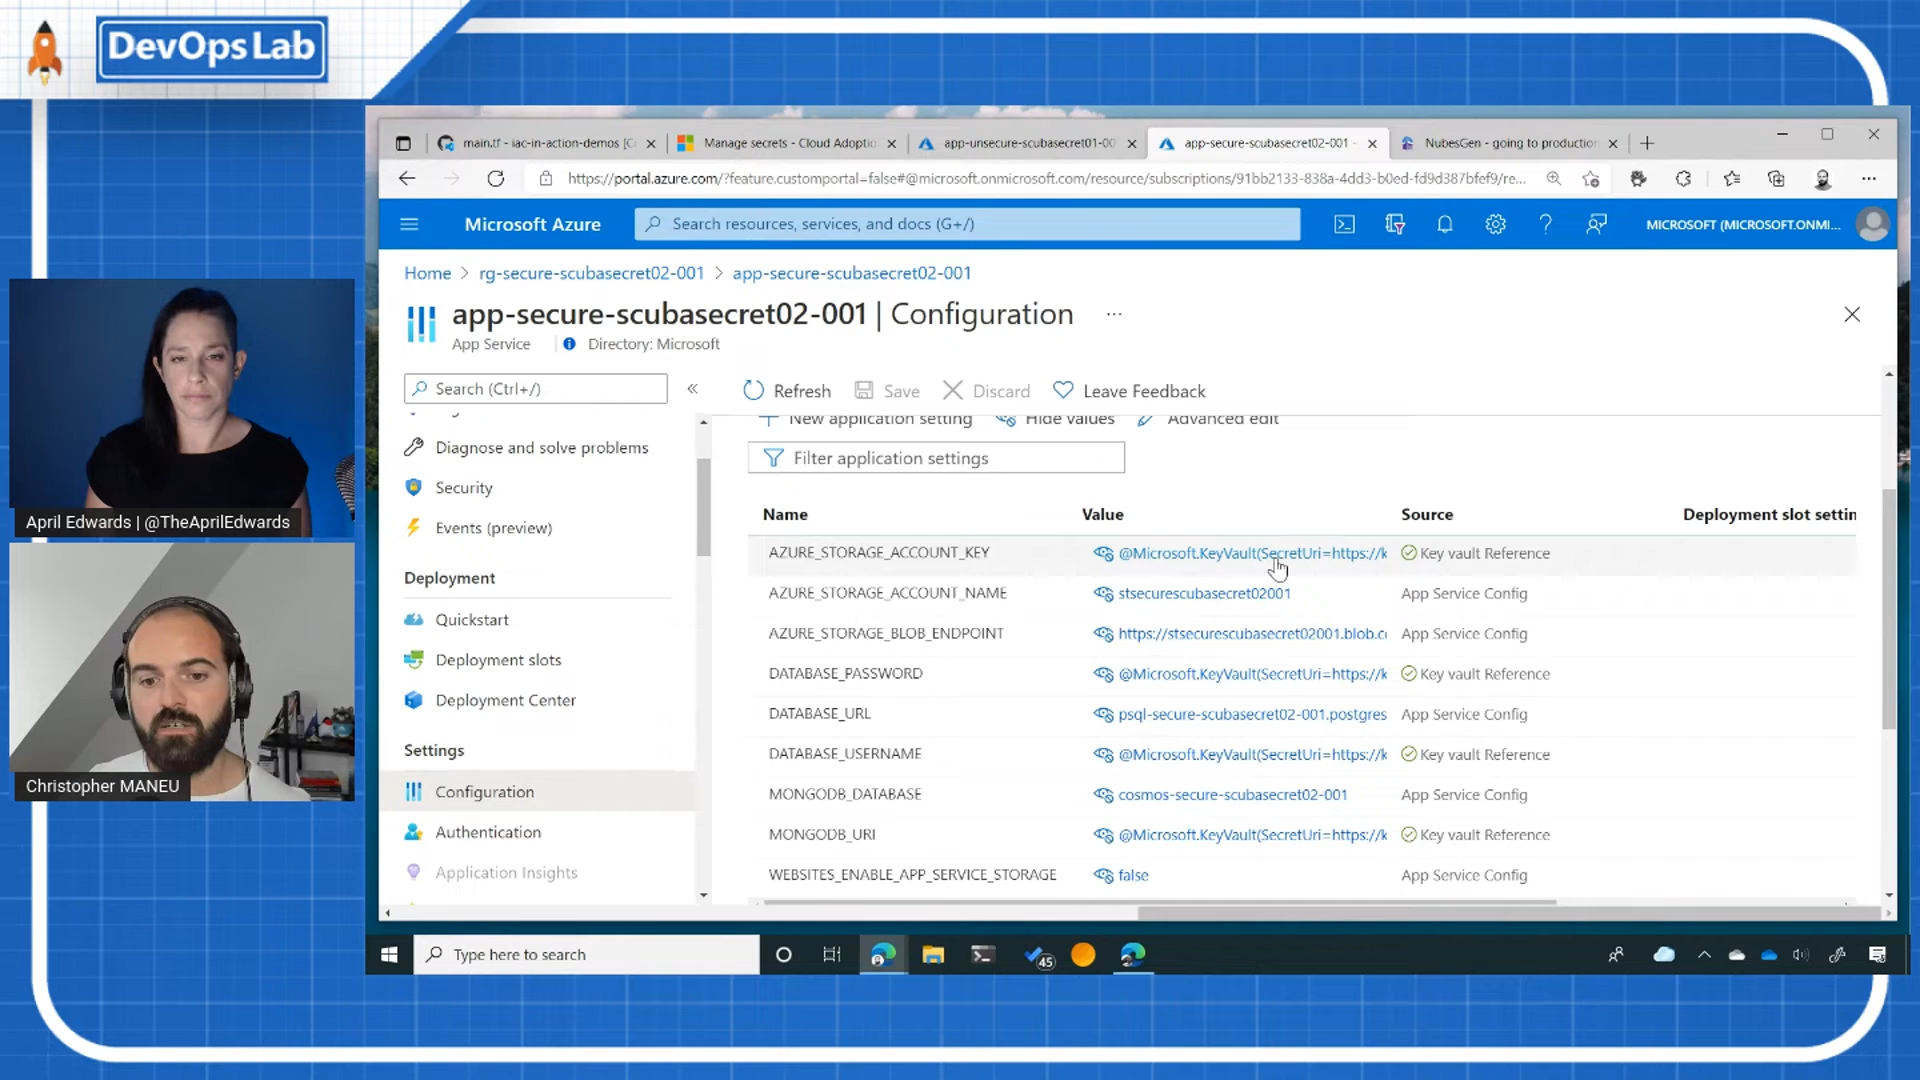 DevOps Lab
main.tf - iac-in-action-demos [C
Manage secrets - Cloud Adoptio
app-unsecure-scubasecret01-00
app-secure-scubasecret02-001 -
NubesGen - going to production
https://portal.azure.com/?feature.customportal=false#@microsoft.onmicrosoft.com/resource/subscriptions/91bb2133-838a-4dd3-b0ed-fd9d387bfef9/re...
Microsoft Azure
Search resources, services, and docs (G+/)
MICROSOFT (MICROSOFT.ONMI...
Home > rg-secure-scubasecret02-001 > app-secure-scubasecret02-001
app-secure-scubasecret02-001 | Configuration ...
App Service
Directory: Microsoft
Search (Ctrl+/)
Diagnose and solve problems
Security
Events (preview)
Deployment
Quickstart
Deployment slots
Deployment Center
Settings
Configuration
Authentication
Application Insights
Refresh Save Discard Leave Feedback
New application setting Hide values Advanced edit
Filter application settings
Name Value Source Deployment slot settin
AZURE_STORAGE_ACCOUNT_KEY @Microsoft.KeyVault(SecretUri=https://k Key vault Reference
AZURE_STORAGE_ACCOUNT_NAME stsecurescubasecret02001 App Service Config
AZURE_STORAGE_BLOB_ENDPOINT https://stsecurescubasecret02001.blob.c App Service Config
DATABASE_PASSWORD @Microsoft.KeyVault(SecretUri=https://k Key vault Reference
DATABASE_URL psql-secure-scubasecret02-001.postgres App Service Config
DATABASE_USERNAME @Microsoft.KeyVault(SecretUri=https://k Key vault Reference
MONGODB_DATABASE cosmos-secure-scubasecret02-001 App Service Config
MONGODB_URI @Microsoft.KeyVault(SecretUri=https://k Key vault Reference
WEBSITES_ENABLE_APP_SERVICE_STORAGE false App Service Config
April Edwards | @TheAprilEdwards
Christopher MANEU
Type here to search
45